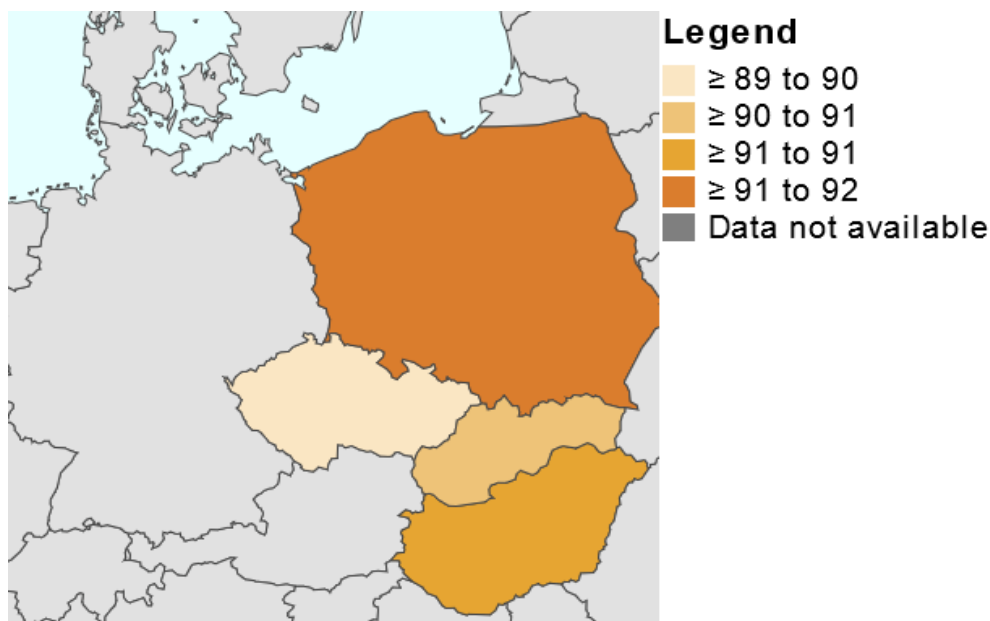 Legend
≥ 89 to 90
≥ 90 to 91
≥ 91 to 91
≥ 91 to 92
Data not available